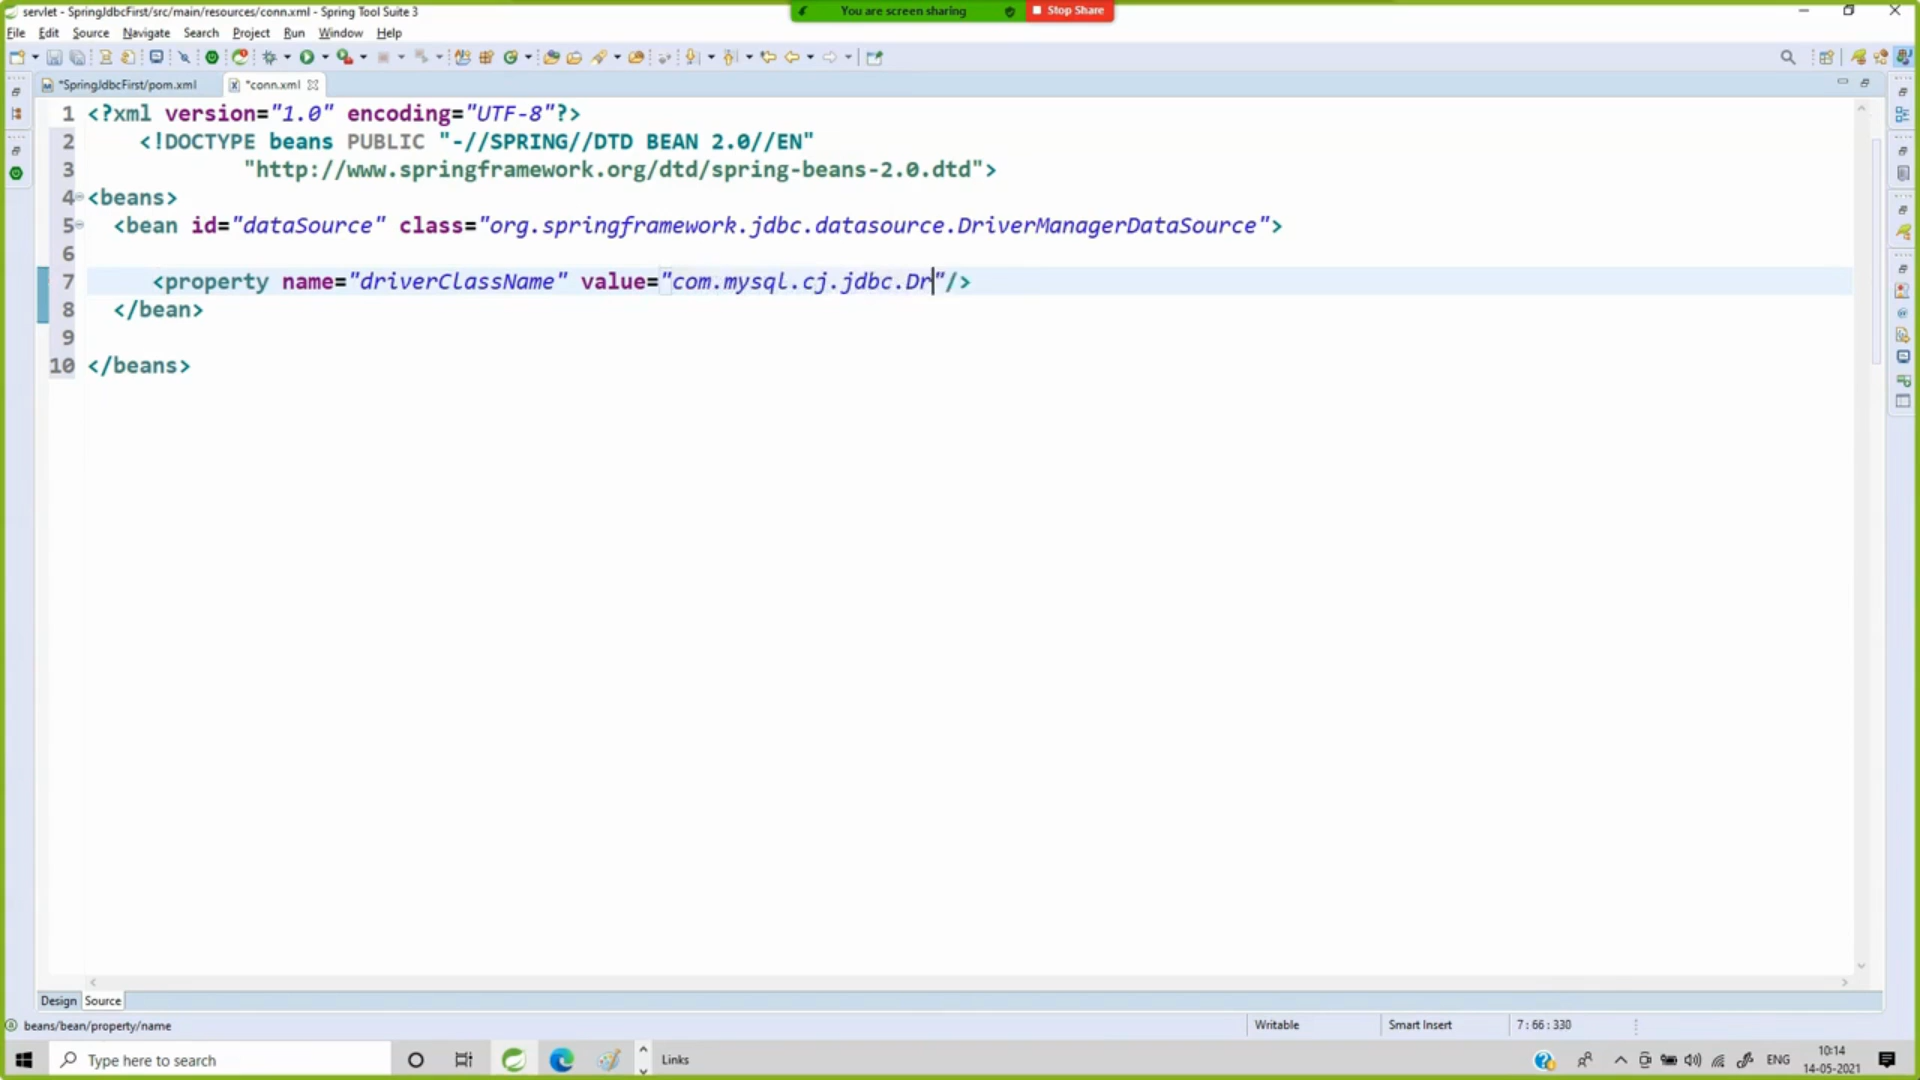 servlet - SpringJdbcFirst/src/main/resources/conn.xml - Spring Tool Suite 3
You are screen sharing
Stop Share
File Edit Source Navigate Search Project Run Window Help
*SpringJdbcFirst/pom.xml
*conn.xml
1 <?xml version="1.0" encoding="UTF-8"?>
2 <!DOCTYPE beans PUBLIC "-//SPRING//DTD BEAN 2.0//EN"
3 "http://www.springframework.org/dtd/spring-beans-2.0.dtd">
4 <beans>
5 <bean id="dataSource" class="org.springframework.jdbc.datasource.DriverManagerDataSource">
6
7 <property name="driverClassName" value="com.mysql.cj.jdbc.Dr"/>
8 </bean>
9
10 </beans>
Design Source
beans/bean/property/name
Writable
Smart Insert
7 : 66 : 330
Type here to search
Links
ENG
10:14
14-05-2021